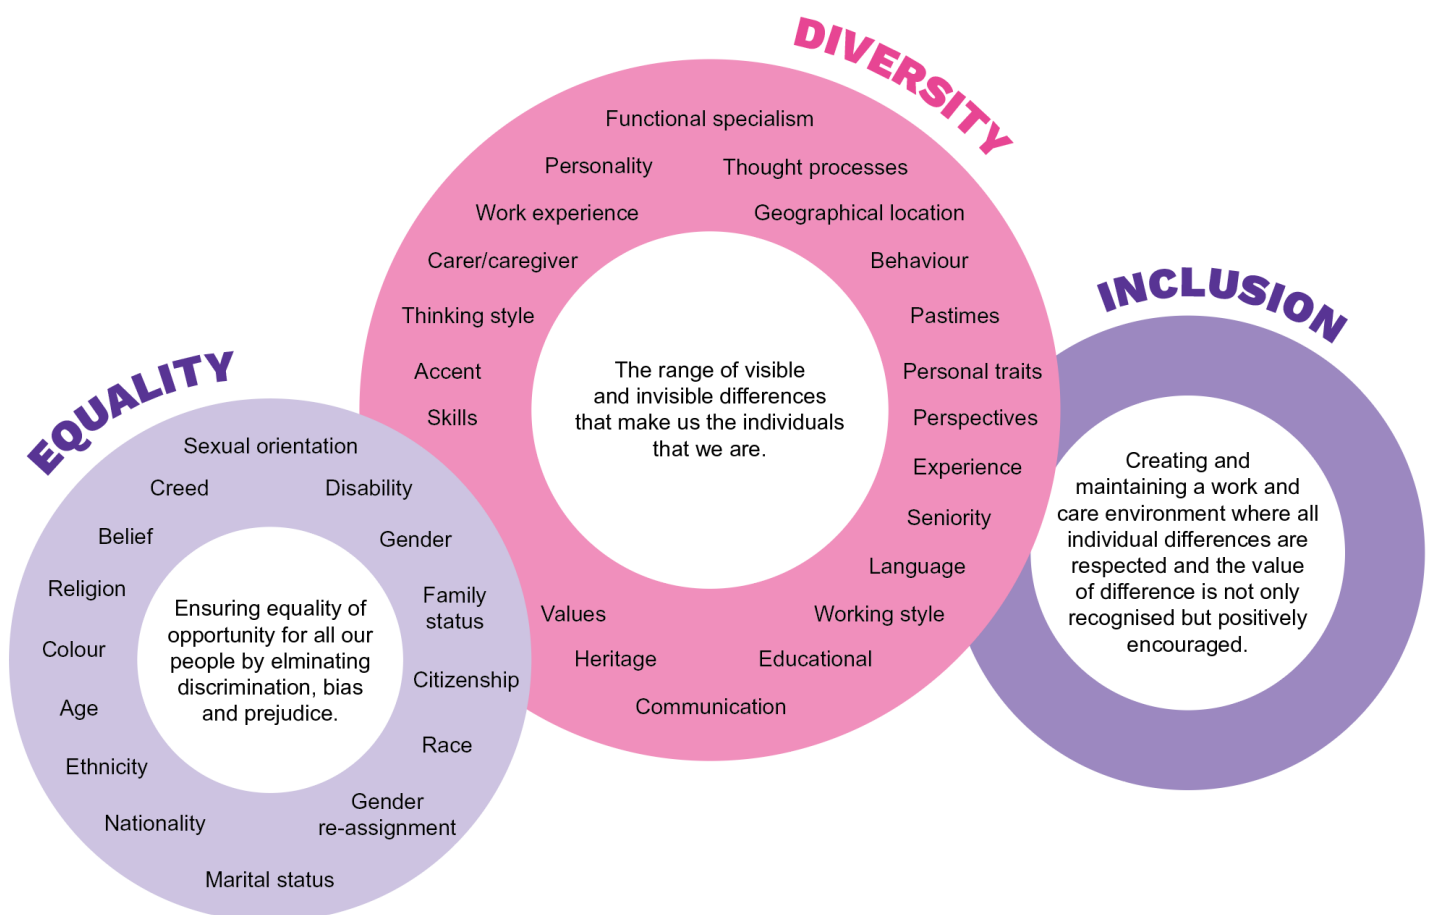 DIVERSITY
Functional specialism
Personality
Thought processes
Work experience
Geographical location
Carer/caregiver
Behaviour
Thinking style
Pastimes
Accent
Personal traits
Skills
Perspectives
Experience
Seniority
Language
Values
Working style
Heritage
Educational
Communication
The range of visible
and invisible differences
that make us the individuals
that we are.
EQUALITY
Sexual orientation
Creed
Disability
Belief
Gender
Religion
Family
status
Colour
Citizenship
Age
Race
Ethnicity
Gender
re-assignment
Nationality
Marital status
Ensuring equality of
opportunity for all our
people by elminating
discrimination, bias
and prejudice.
INCLUSION
Creating and
maintaining a work and
care environment where all
individual differences are
respected and the value
of difference is not only
recognised but positively
encouraged.